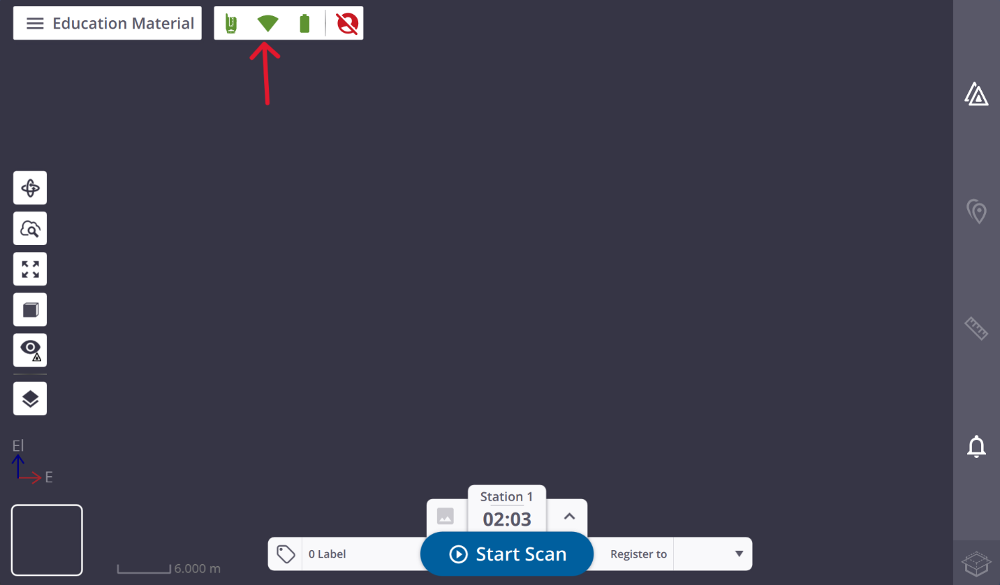 Education Material
El
E
Station 1
02:03
0 Label
Start Scan
Register to
6.000 m